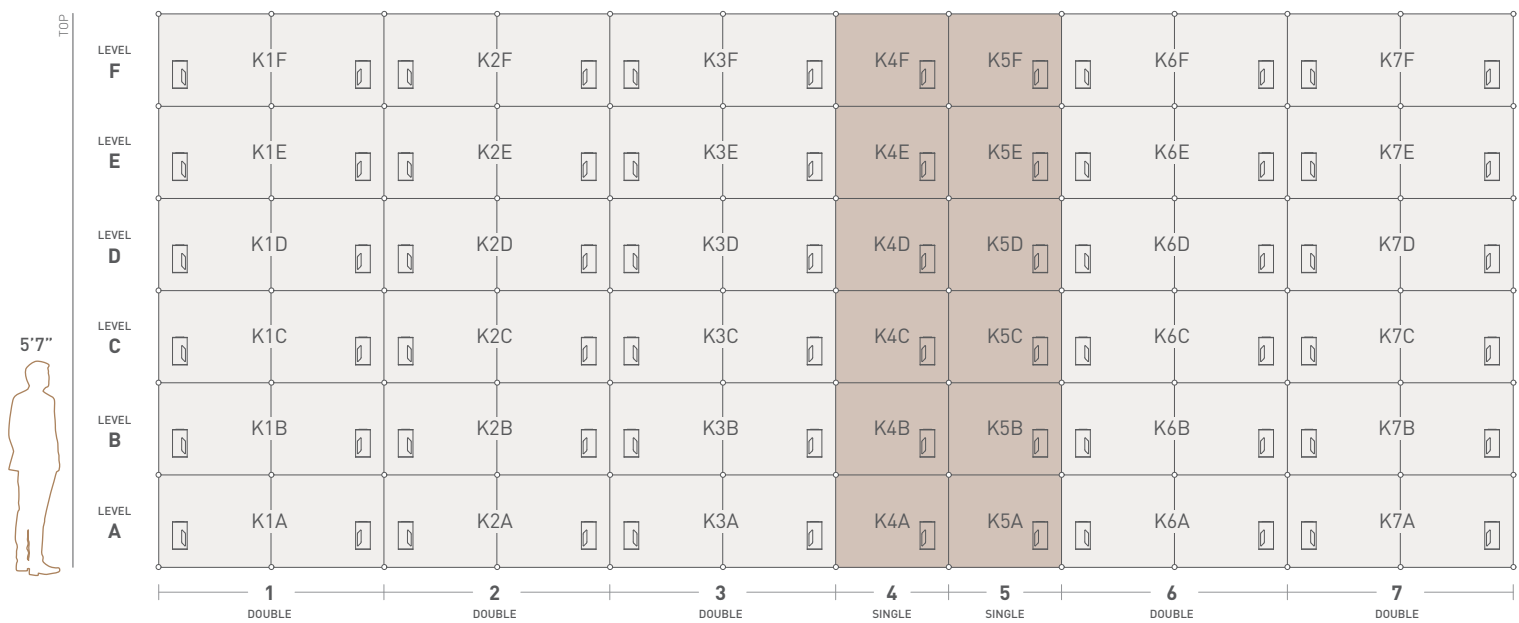 TOP
LEVEL
F
K1F K2F K3F K4F K5F K6F K7F
LEVEL
E
K1E K2E K3E K4E K5E K6E K7E
LEVEL
D
K1D K2D K3D K4D K5D K6D K7D
5'7”
LEVEL
C
K1C K2C K3C K4C K5C K6C K7C
LEVEL
B
K1B K2B K3B K4B K5B K6B K7B
LEVEL
A
K1A K2A K3A K4A K5A K6A K7A
1 2 3 4 5 6 7
DOUBLE DOUBLE DOUBLE SINGLE SINGLE DOUBLE DOUBLE